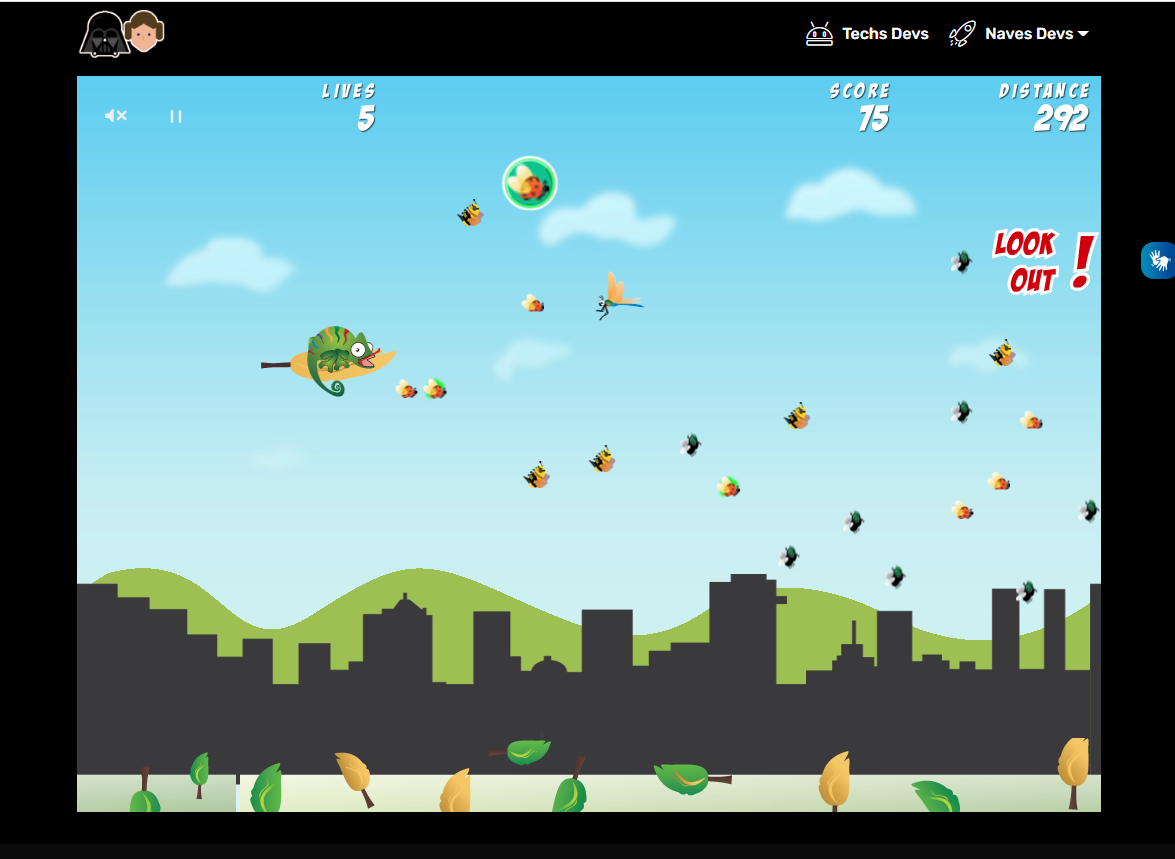 Techs Devs
Naves Devs
LIVES
5
SCORE
75
DISTANCE
292
LOOK
OUT !